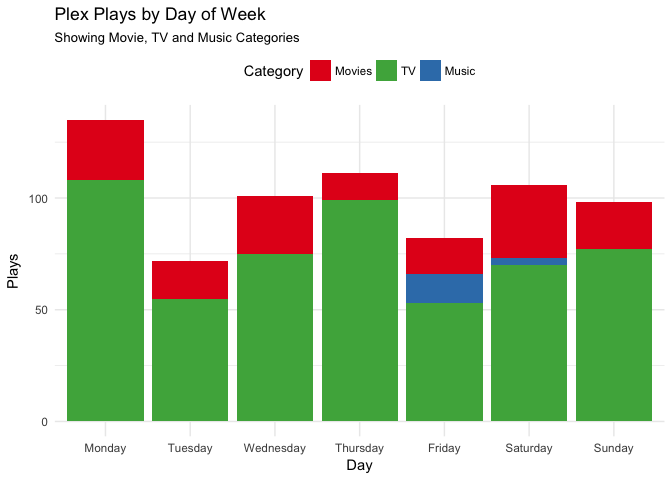 Plex Plays by Day of Week
Showing Movie, TV and Music Categories
Category Movies TV Music
100
50
0
Plays
Monday Tuesday Wednesday Thursday Friday Saturday Sunday
Day